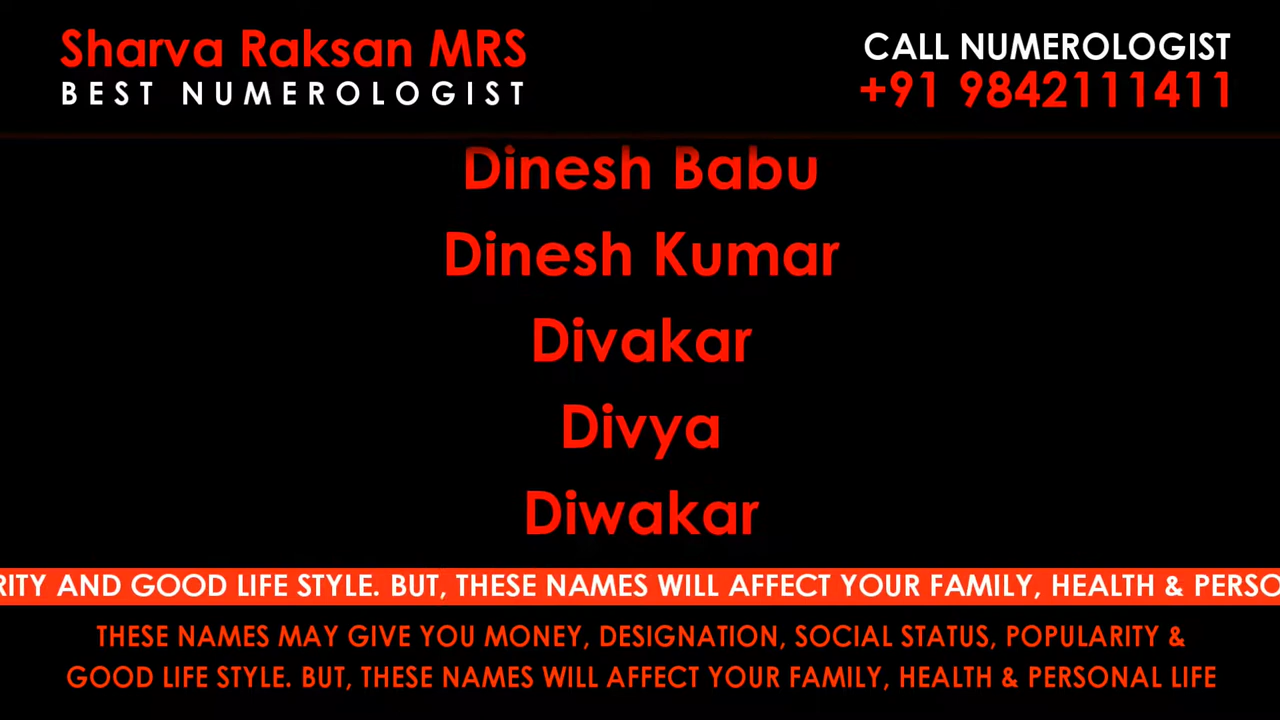 Sharva Raksan MRS
BEST NUMEROLOGIST
CALL NUMEROLOGIST
+91 9842111411
Dinesh Babu
Dinesh Kumar
Divakar
Divya
Diwakar
RITY AND GOOD LIFE STYLE. BUT, THESE NAMES WILL AFFECT YOUR FAMILY, HEALTH & PERSO
THESE NAMES MAY GIVE YOU MONEY, DESIGNATION, SOCIAL STATUS, POPULARITY &
GOOD LIFE STYLE. BUT, THESE NAMES WILL AFFECT YOUR FAMILY, HEALTH & PERSONAL LIFE